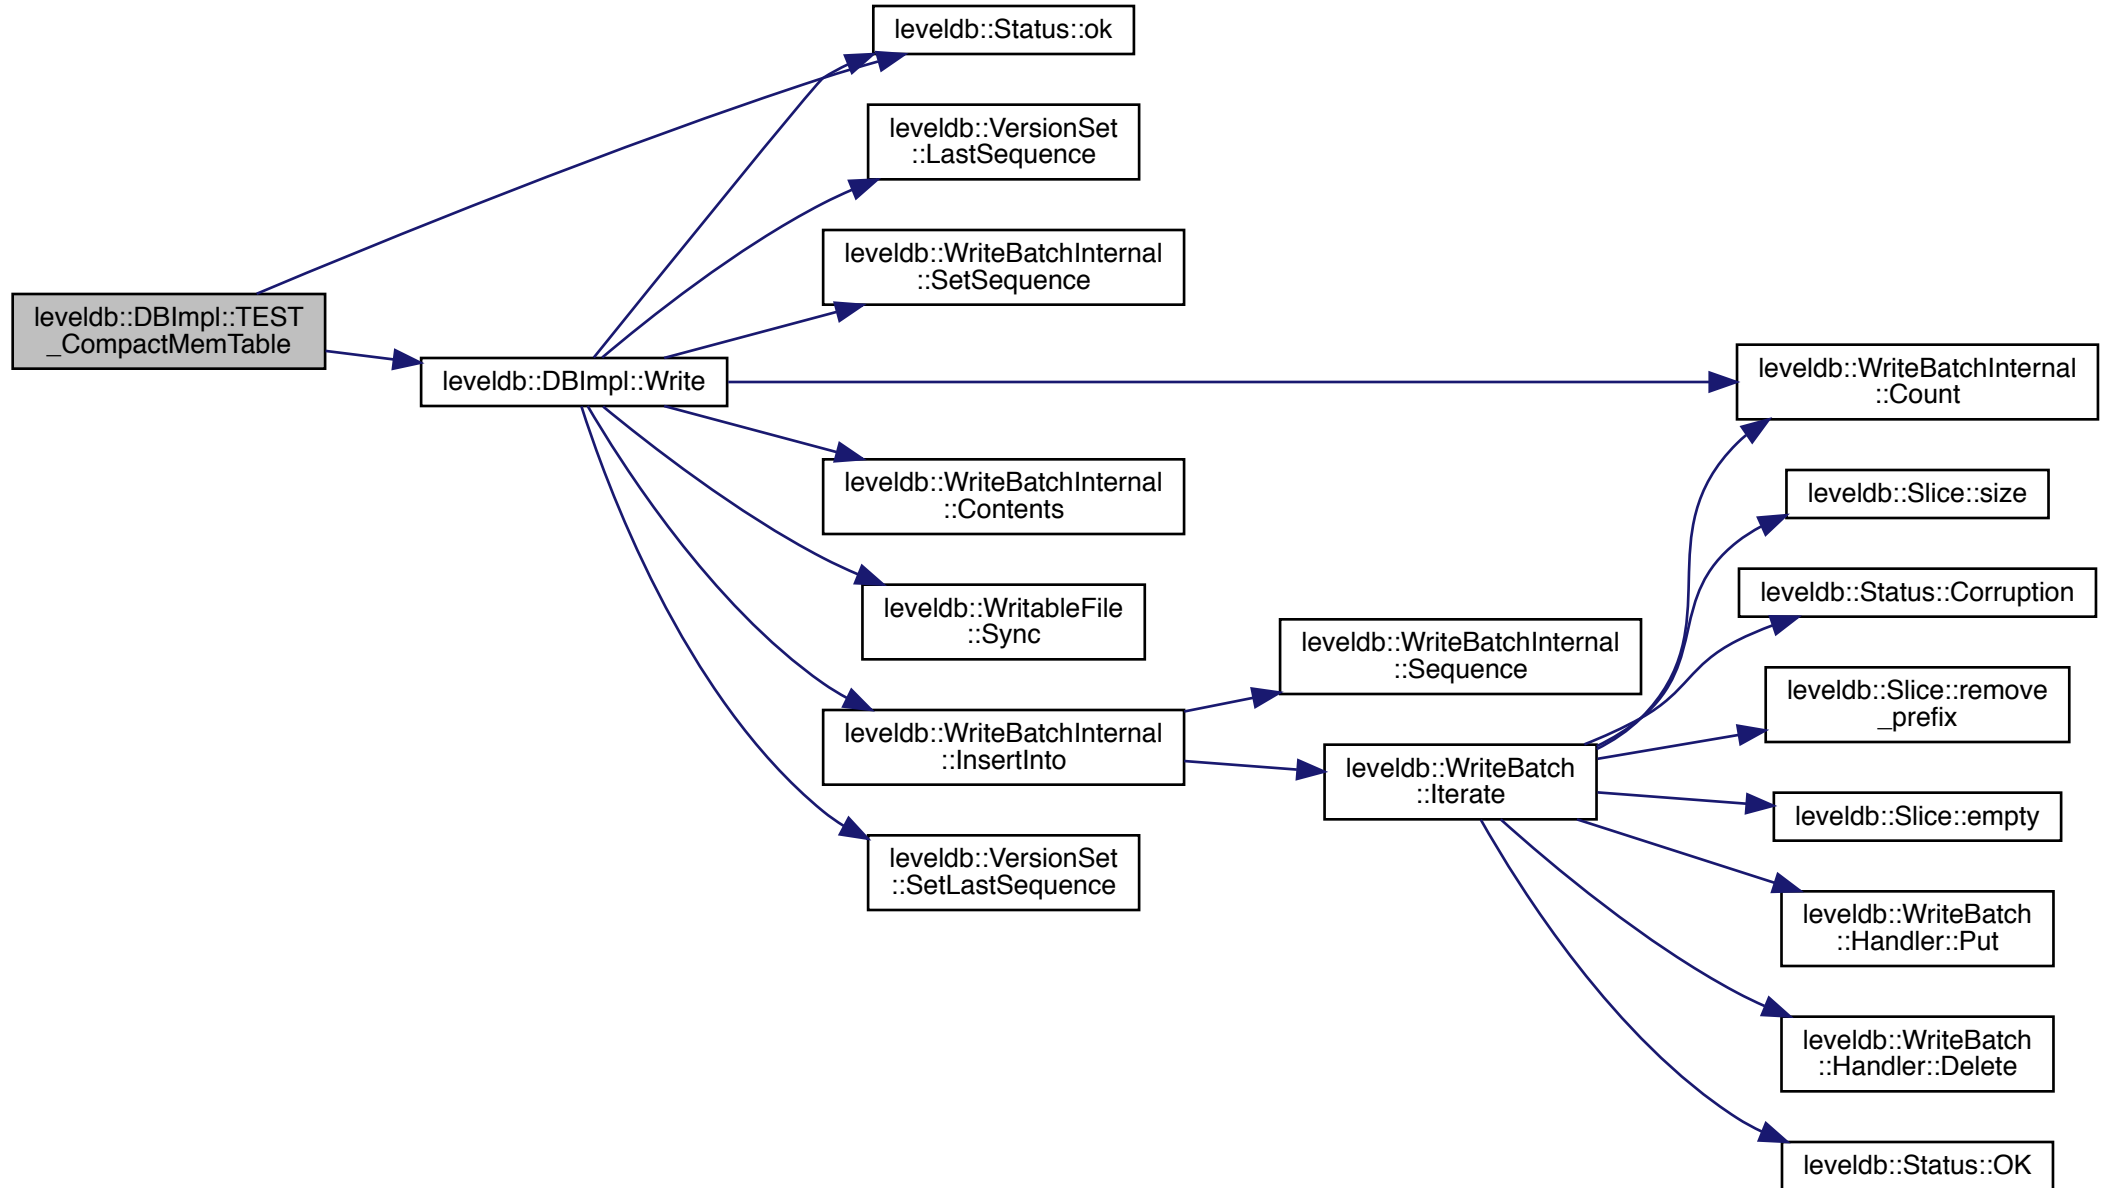 leveldb::Status::ok
leveldb::VersionSet
::LastSequence
leveldb::WriteBatchInternal
::SetSequence
leveldb::DBImpl::TEST
_CompactMemTable
leveldb::DBImpl::Write
leveldb::WriteBatchInternal
::Count
leveldb::WriteBatchInternal
::Contents
leveldb::Slice::size
leveldb::Status::Corruption
leveldb::WritableFile
::Sync
leveldb::WriteBatchInternal
::Sequence
leveldb::Slice::remove
_prefix
leveldb::WriteBatchInternal
::InsertInto
leveldb::WriteBatch
::Iterate
leveldb::Slice::empty
leveldb::VersionSet
::SetLastSequence
leveldb::WriteBatch
::Handler::Put
leveldb::WriteBatch
::Handler::Delete
leveldb::Status::OK